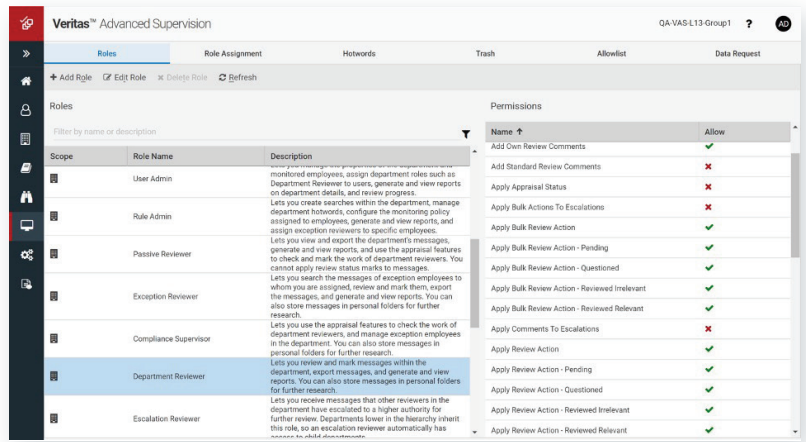 Veritas™ Advanced Supervision
QA-VAS-L13-Group1 ? AD
Roles Role Assignment Hotwords Trash Allowlist Data Request
+ Add Role Edit Role × Delete Role Refresh
Roles
Filter by name or description
Scope Role Name Description
User Admin
monitored employees, assign department roles such as
Department Reviewer to users, generate and view reports
on department details, and review progress.
Rule Admin
Lets you create searches within the department, manage
department hotwords, configure the monitoring policy
assigned to employees, generate and view reports, and
assign exception reviewers to specific employees.
Passive Reviewer
Lets you view and export the department's messages,
generate and view reports, and use the appraisal features
to check and mark the work of department reviewers. You
cannot apply review status marks to messages.
Exception Reviewer
Lets you search the messages of exception employees to
whom you are assigned, review and mark them, export
the messages, and generate and view reports. You can
also store messages in personal folders for further
research.
Compliance Supervisor
Lets you use the appraisal features to check the work of
department reviewers, and manage exception employees
in the department. You can also store messages in
personal folders for further research.
Department Reviewer
Lets you review and mark messages within the
department, export messages, and generate and view
reports. You can also store messages in personal folders
for further research.
Escalation Reviewer
Lets you receive messages that other reviewers in the
department have escalated to a higher authority for
further review. Departments lower in the hierarchy inherit
this role, so an escalation reviewer automatically has
access to child departments.
Permissions
Name ↑ Allow
Add Own Review Comments
Add Standard Review Comments
Apply Appraisal Status
Apply Bulk Actions To Escalations
Apply Bulk Review Action
Apply Bulk Review Action - Pending
Apply Bulk Review Action - Questioned
Apply Bulk Review Action - Reviewed Irrelevant
Apply Bulk Review Action - Reviewed Relevant
Apply Comments To Escalations
Apply Review Action
Apply Review Action - Pending
Apply Review Action - Questioned
Apply Review Action - Reviewed Irrelevant
Apply Review Action - Reviewed Relevant